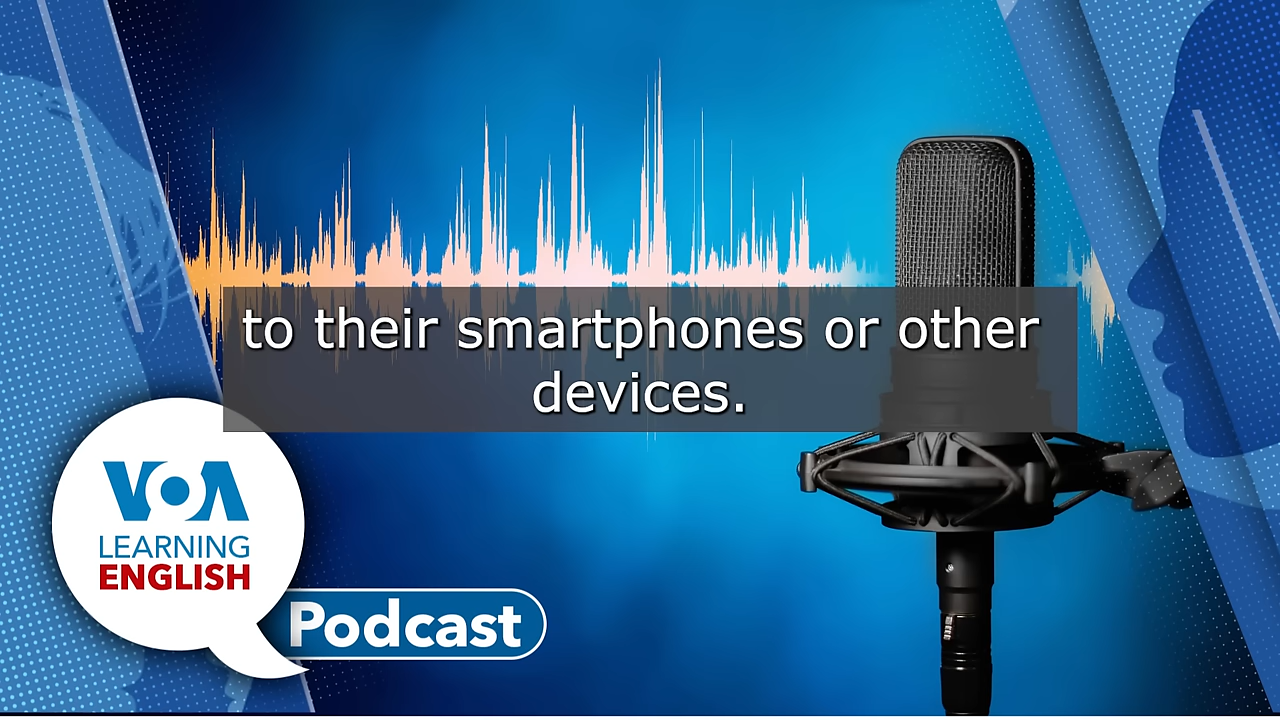 to their smartphones or other
devices.
VOA
LEARNING
ENGLISH
Podcast